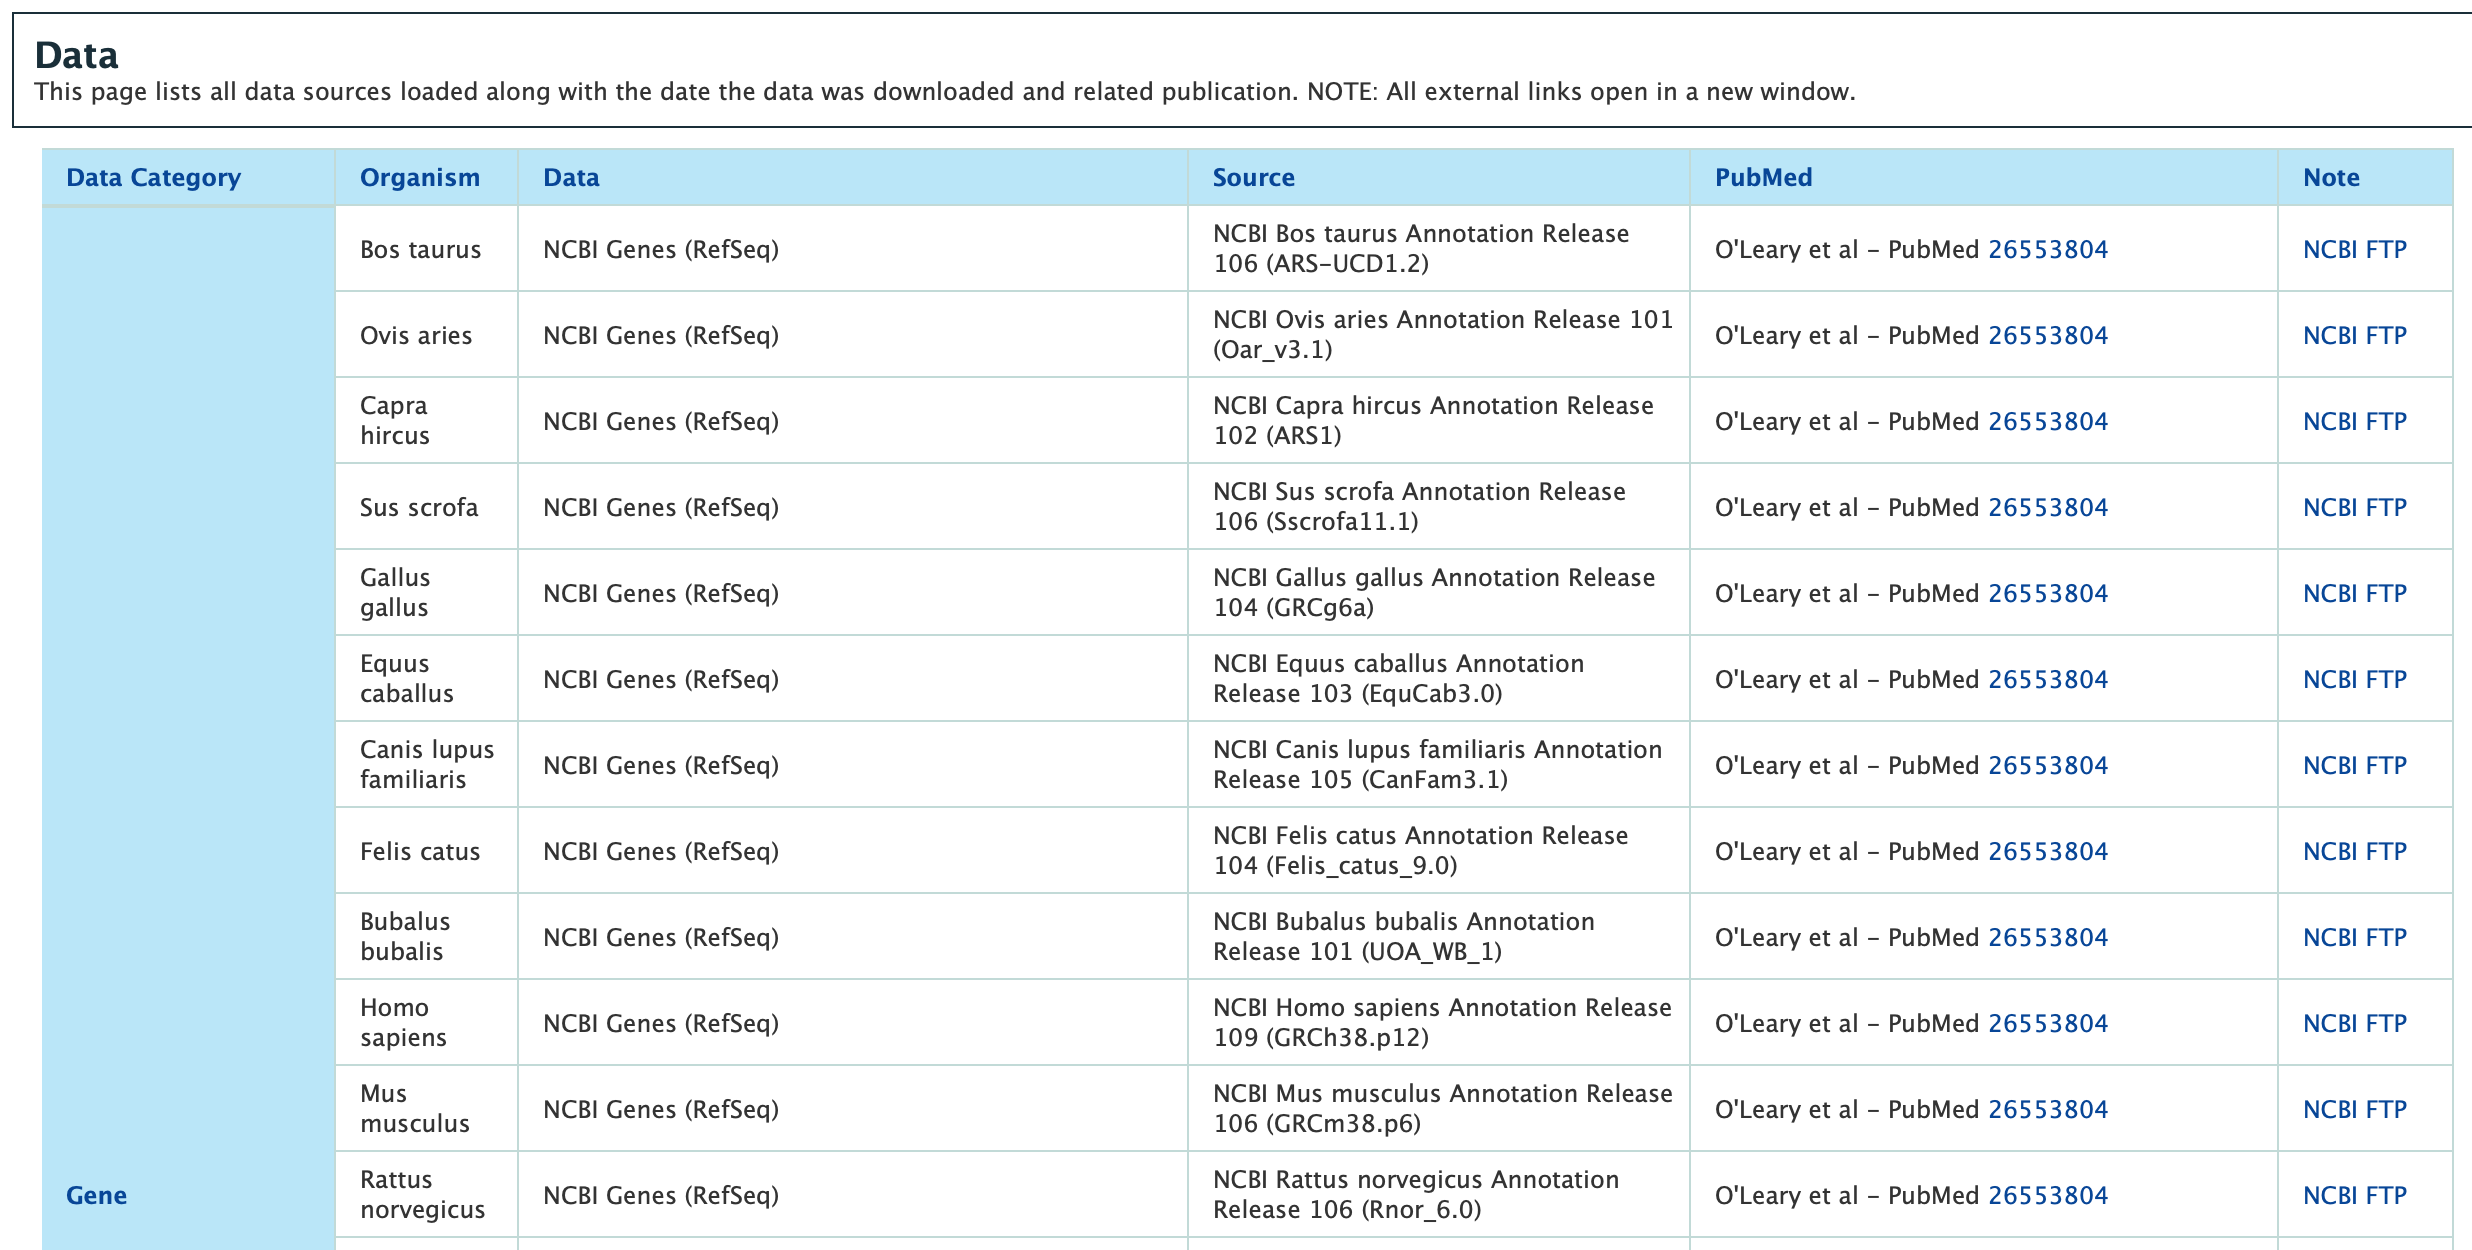 Data
This page lists all data sources loaded along with the date the data was downloaded and related publication. NOTE: All external links open in a new window.
Data Category Organism Data Source PubMed Note
Bos taurus NCBI Genes (RefSeq) NCBI Bos taurus Annotation Release
106 (ARS-UCD1.2) O'Leary et al - PubMed 26553804 NCBI FTP
Ovis aries NCBI Genes (RefSeq) NCBI Ovis aries Annotation Release 101
(Oar_v3.1) O'Leary et al - PubMed 26553804 NCBI FTP
Capra
hircus NCBI Genes (RefSeq) NCBI Capra hircus Annotation Release
102 (ARS1) O'Leary et al - PubMed 26553804 NCBI FTP
Sus scrofa NCBI Genes (RefSeq) NCBI Sus scrofa Annotation Release
106 (Sscrofa11.1) O'Leary et al - PubMed 26553804 NCBI FTP
Gallus
gallus NCBI Genes (RefSeq) NCBI Gallus gallus Annotation Release
104 (GRCg6a) O'Leary et al - PubMed 26553804 NCBI FTP
Equus
caballus NCBI Genes (RefSeq) NCBI Equus caballus Annotation
Release 103 (EquCab3.0) O'Leary et al - PubMed 26553804 NCBI FTP
Canis lupus
familiaris NCBI Genes (RefSeq) NCBI Canis lupus familiaris Annotation
Release 105 (CanFam3.1) O'Leary et al - PubMed 26553804 NCBI FTP
Felis catus NCBI Genes (RefSeq) NCBI Felis catus Annotation Release
104 (Felis_catus_9.0) O'Leary et al - PubMed 26553804 NCBI FTP
Bubalus
bubalis NCBI Genes (RefSeq) NCBI Bubalus bubalis Annotation
Release 101 (UOA_WB_1) O'Leary et al - PubMed 26553804 NCBI FTP
Homo
sapiens NCBI Genes (RefSeq) NCBI Homo sapiens Annotation Release
109 (GRCh38.p12) O'Leary et al - PubMed 26553804 NCBI FTP
Mus
musculus NCBI Genes (RefSeq) NCBI Mus musculus Annotation Release
106 (GRCm38.p6) O'Leary et al - PubMed 26553804 NCBI FTP
Gene Rattus
norvegicus NCBI Genes (RefSeq) NCBI Rattus norvegicus Annotation
Release 106 (Rnor_6.0) O'Leary et al - PubMed 26553804 NCBI FTP